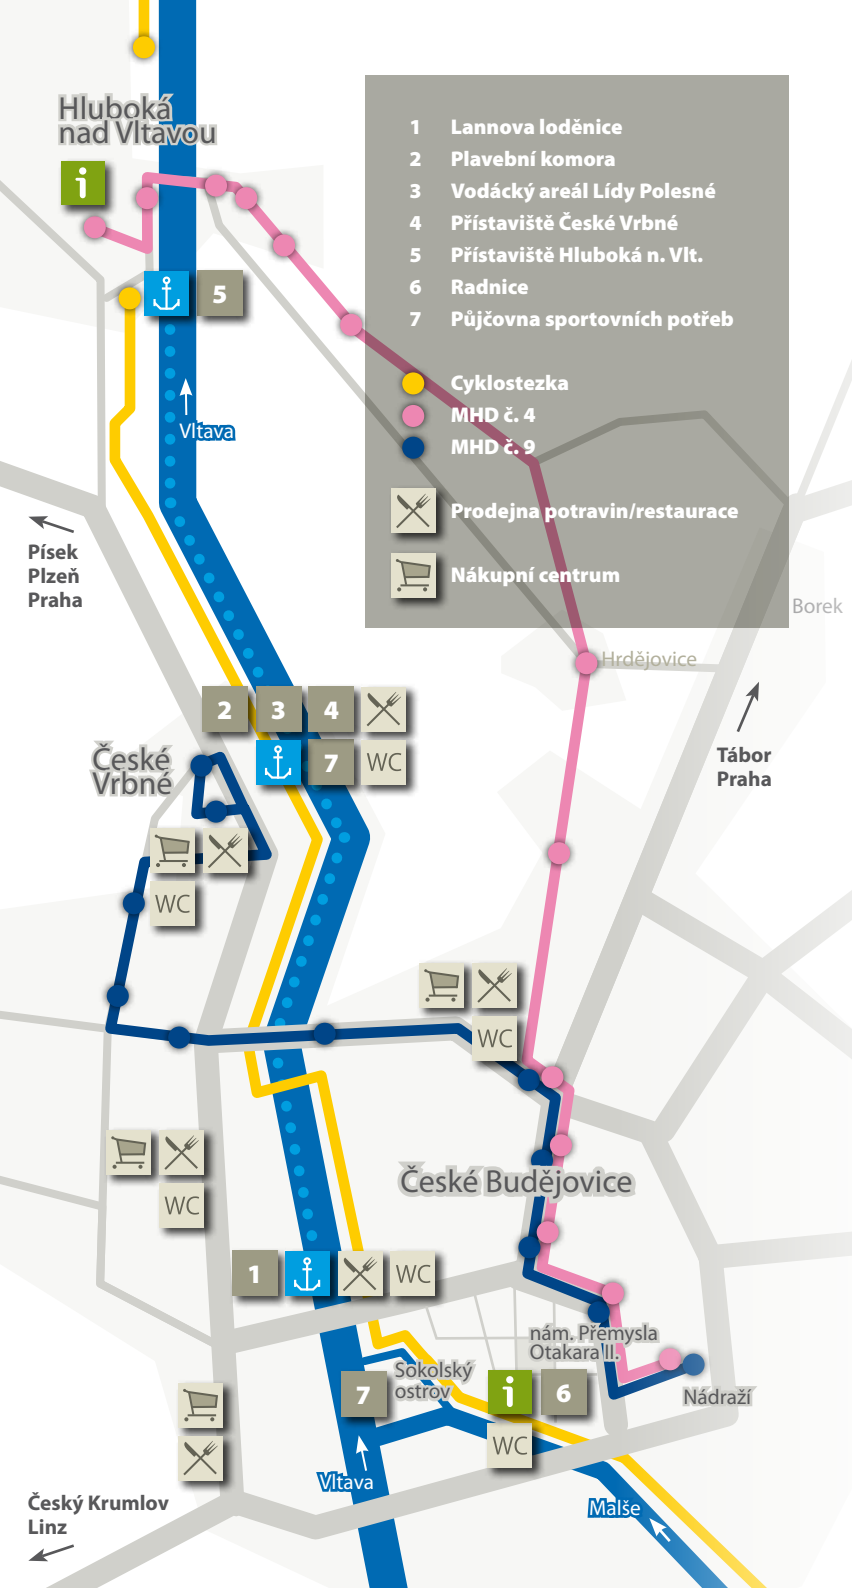 Hluboká
nad Vltavou
i
1 Lannova loděnice
2 Plavební komora
3 Vodácký areál Lídy Polesné
4 Přístaviště České Vrbné
5 Přístaviště Hluboká n. Vlt.
6 Radnice
7 Půjčovna sportovních potřeb
5
Cyklostezka
MHD č. 4
MHD č. 9
Vltava
Prodejna potravin/restaurace
Nákupní centrum
Písek
Plzeň
Praha
Borek
Hrdějovice
2 3 4
7 WC
Tábor
Praha
České
Vrbné
WC
WC
České Budějovice
WC
1 WC
nám. Přemysla
Otakara II.
Sokolský
ostrov
7
i 6
Nádraží
WC
Vltava
Malše
Český Krumlov
Linz